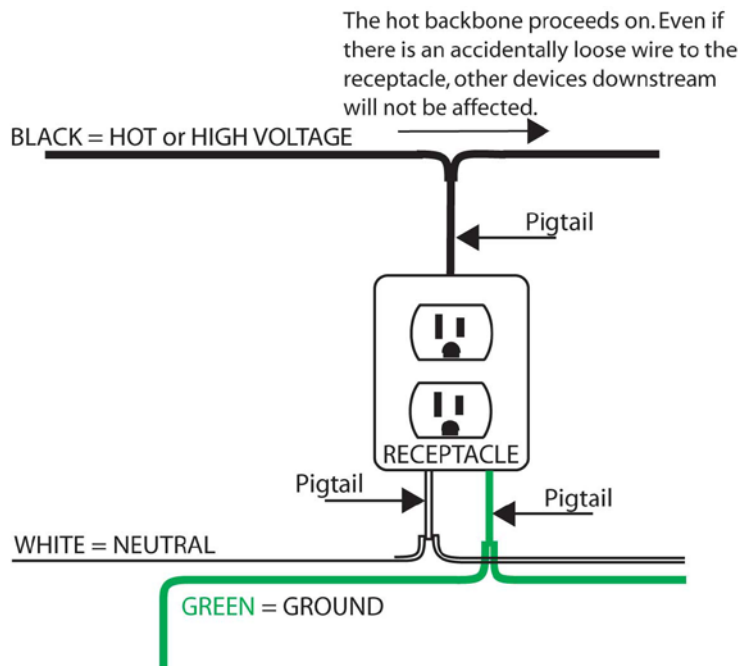 The hot backbone proceeds on. Even if
there is an accidentally loose wire to the
receptacle, other devices downstream
will not be affected.
BLACK = HOT or HIGH VOLTAGE
Pigtail
RECEPTACLE
Pigtail
Pigtail
WHITE = NEUTRAL
GREEN = GROUND